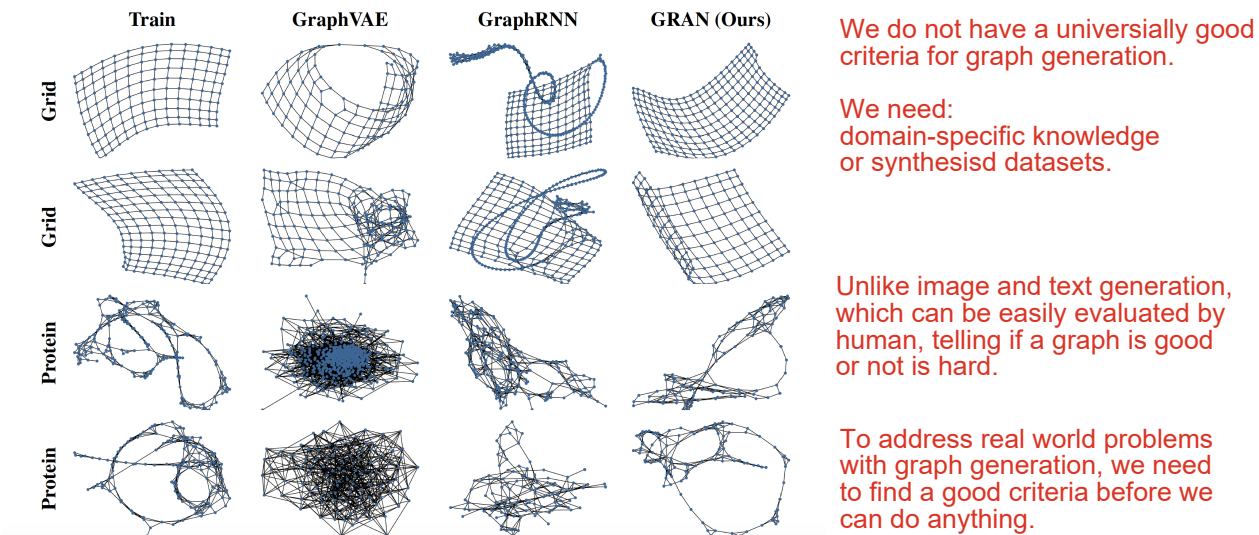 Train GraphVAE GraphRNN GRAN (Ours)
Grid
Grid
Protein
Protein
We do not have a universially good
criteria for graph generation.
We need:
domain-specific knowledge
or synthesisd datasets.
Unlike image and text generation,
which can be easily evaluated by
human, telling if a graph is good
or not is hard.
To address real world problems
with graph generation, we need
to find a good criteria before we
can do anything.